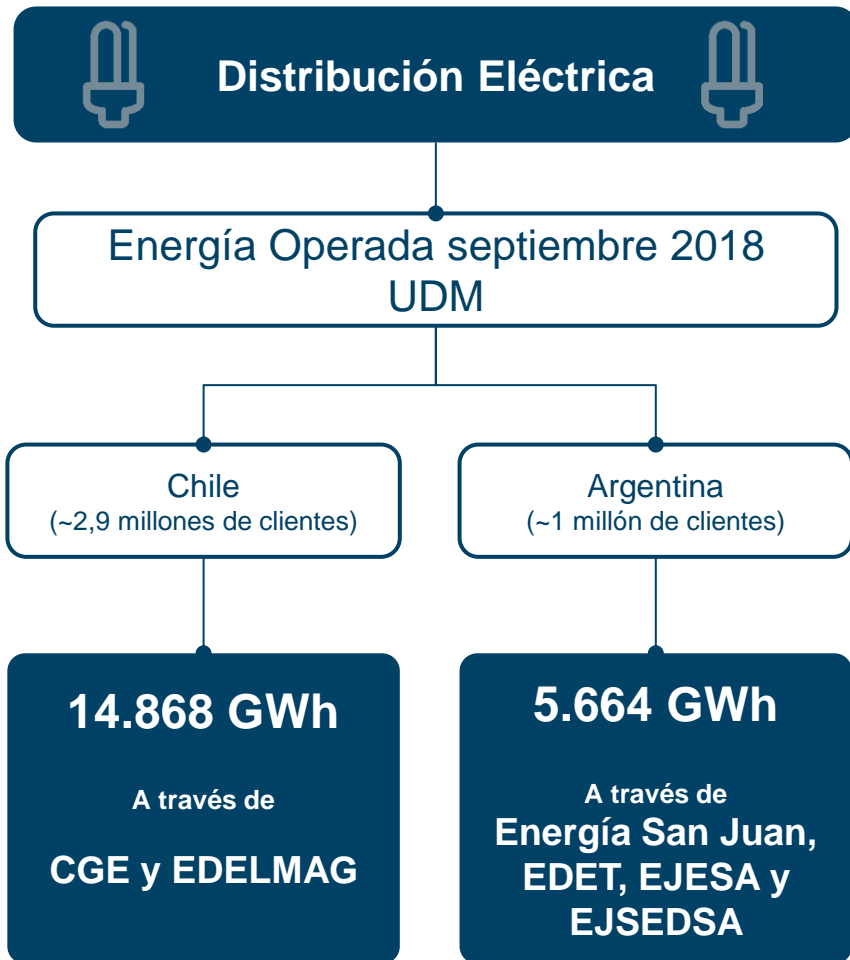 Distribución Eléctrica
Energía Operada septiembre 2018
UDM
Chile
(~2,9 millones de clientes)
Argentina
(~1 millón de clientes)
14.868 GWh
A través de
CGE y EDELMAG
5.664 GWh
A través de
Energía San Juan,
EDET, EJESA y
EJSEDSA